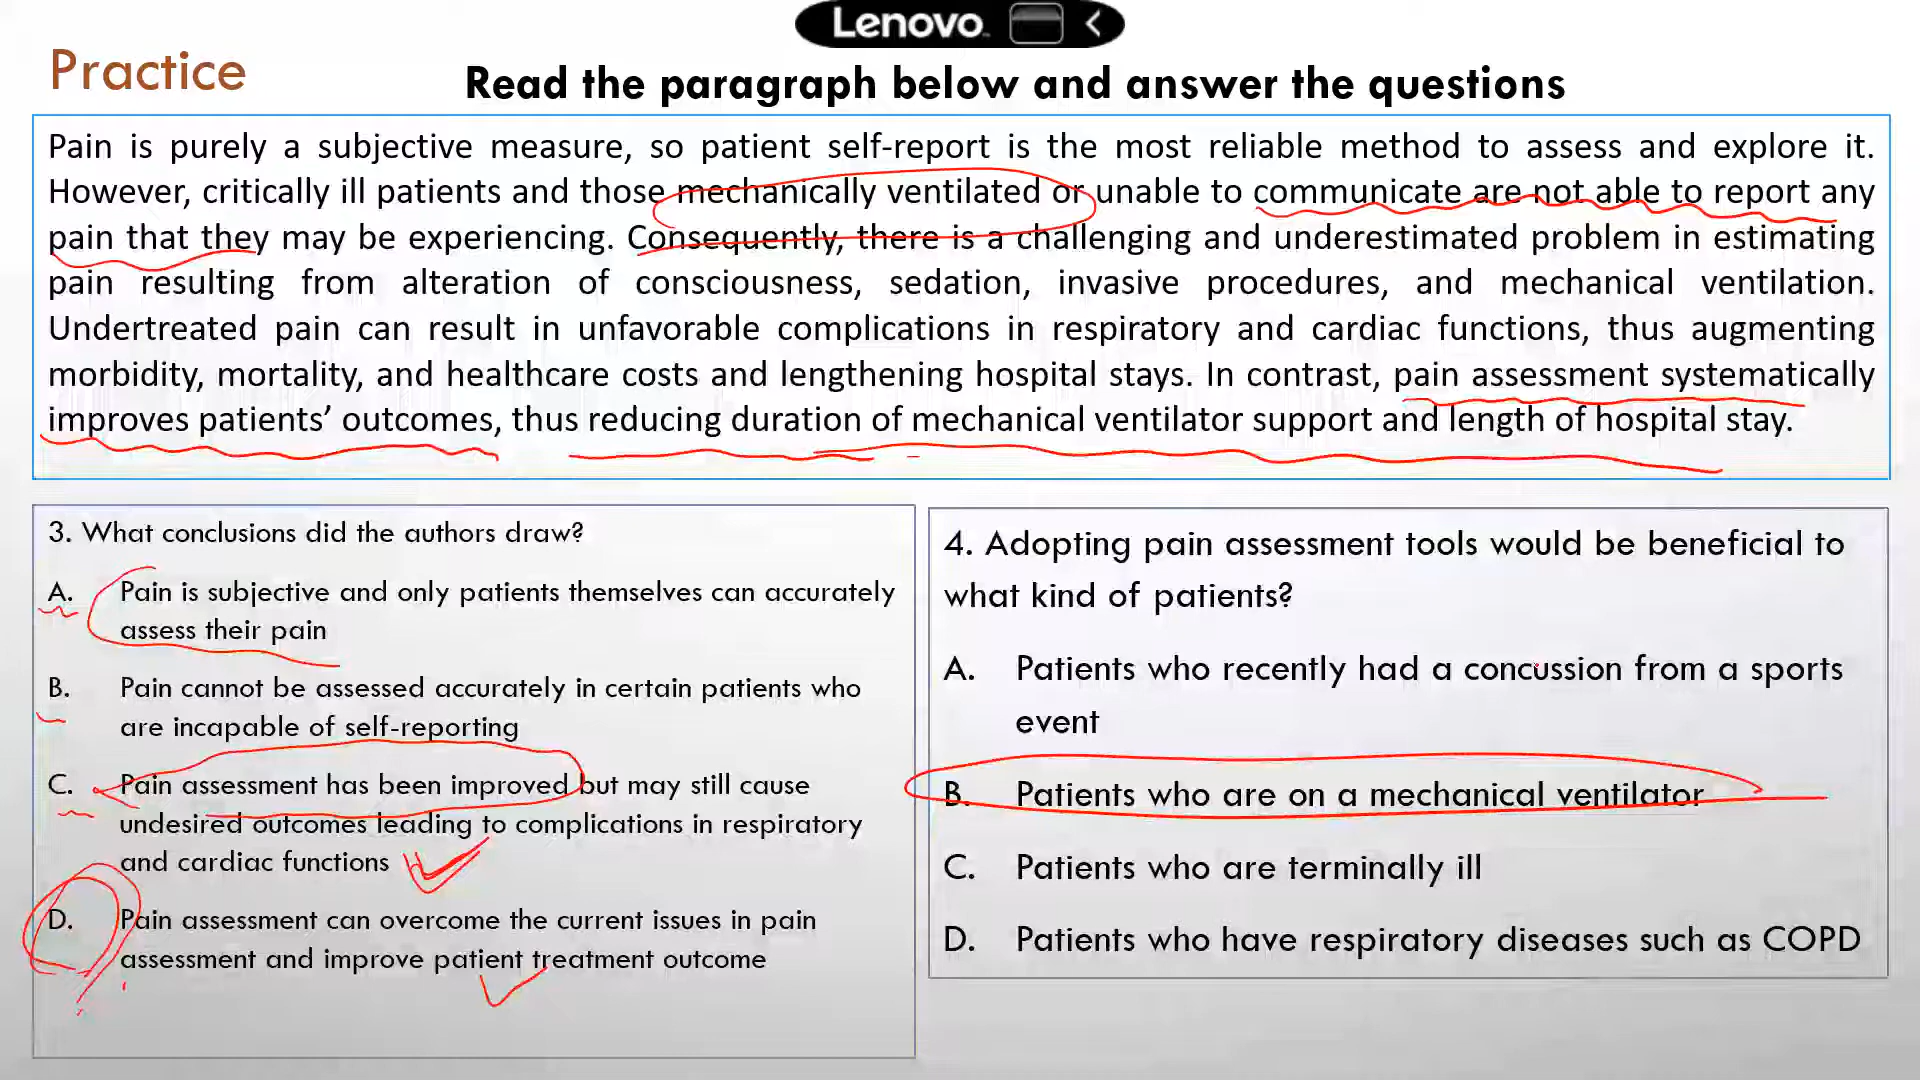 Lenovo
Practice
Read the paragraph below and answer the questions
Pain is purely a subjective measure, so patient self-report is the most reliable method to assess and explore it.
However, critically ill patients and those mechanically ventilated or unable to communicate are not able to report any
pain that they may be experiencing. Consequently, there is a challenging and underestimated problem in estimating
pain resulting from alteration of consciousness, sedation, invasive procedures, and mechanical ventilation.
Undertreated pain can result in unfavorable complications in respiratory and cardiac functions, thus augmenting
morbidity, mortality, and healthcare costs and lengthening hospital stays. In contrast, pain assessment systematically
improves patients’ outcomes, thus reducing duration of mechanical ventilator support and length of hospital stay.
3. What conclusions did the authors draw?
A. Pain is subjective and only patients themselves can accurately
assess their pain
B. Pain cannot be assessed accurately in certain patients who
are incapable of self-reporting
C. Pain assessment has been improved but may still cause
undesired outcomes leading to complications in respiratory
and cardiac functions
D. Pain assessment can overcome the current issues in pain
assessment and improve patient treatment outcome
4. Adopting pain assessment tools would be beneficial to
what kind of patients?
A. Patients who recently had a concussion from a sports
event
B. Patients who are on a mechanical ventilator
C. Patients who are terminally ill
D. Patients who have respiratory diseases such as COPD